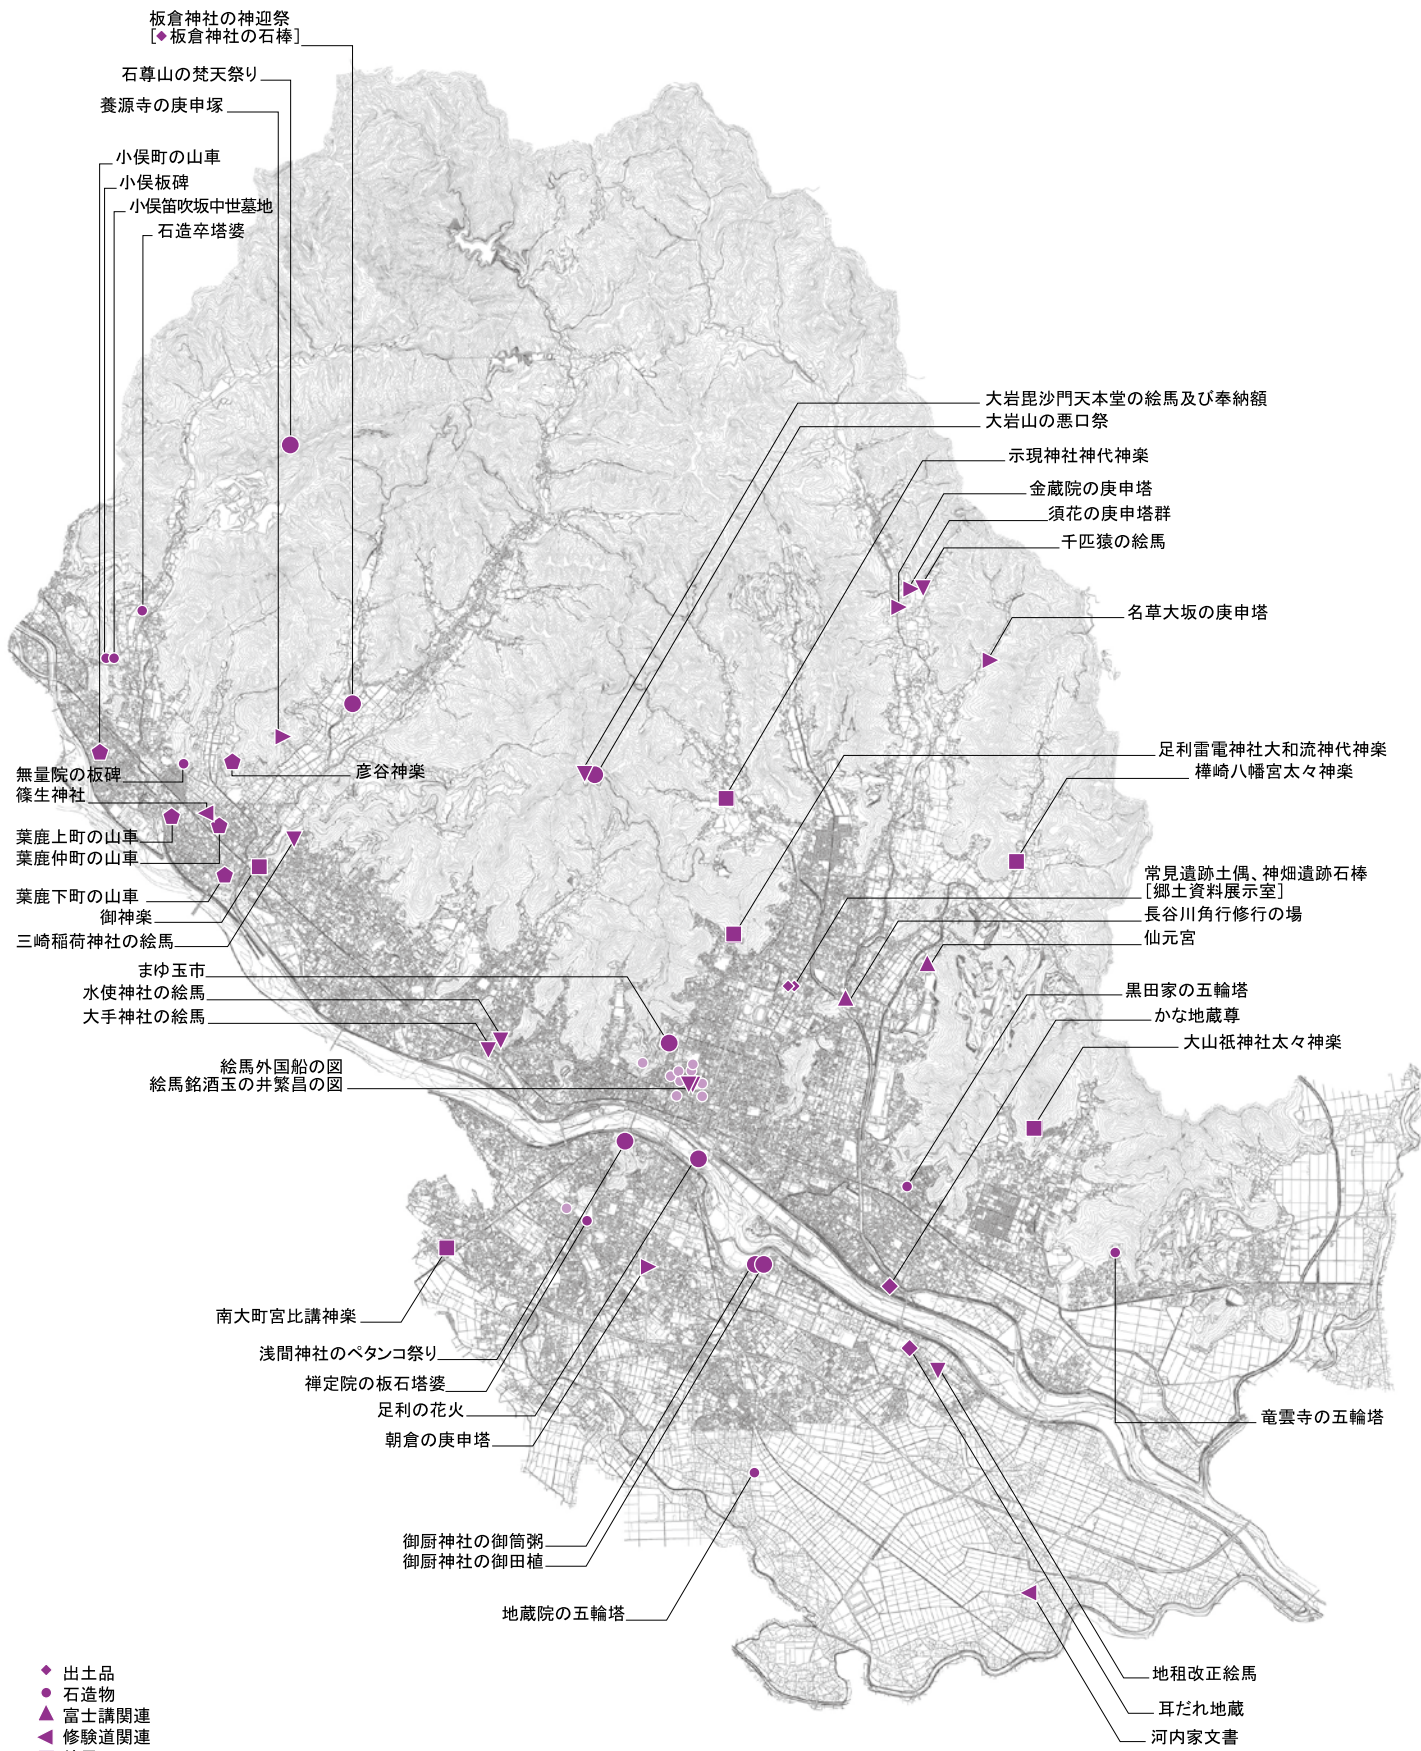 板倉神社の神迎祭
[◆板倉神社の石棒]
石尊山の梵天祭り
養源寺の庚申塚
小俣町の山車
小俣板碑
小俣笛吹坂中世墓地
石造卒塔婆
大岩毘沙門天本堂の絵馬及び奉納額
大岩山の悪口祭
示現神社神代神楽
金蔵院の庚申塔
須花の庚申塔群
千匹猿の絵馬
名草大坂の庚申塔
足利雷電神社大和流神代神楽
樺崎八幡宮太々神楽
彦谷神楽
無量院の板碑
篠生神社
葉鹿上町の山車
葉鹿仲町の山車
葉鹿下町の山車
御神楽
三崎稲荷神社の絵馬
常見遺跡土偶、神畑遺跡石棒
[郷土資料展示室]
長谷川角行修行の場
仙元宮
まゆ玉市
水使神社の絵馬
大手神社の絵馬
黒田家の五輪塔
かな地蔵尊
大山祇神社太々神楽
絵馬外国船の図
絵馬銘酒玉の井繁昌の図
南大町宮比講神楽
浅間神社のペタンコ祭り
禅定院の板石塔婆
足利の花火
朝倉の庚申塔
竜雲寺の五輪塔
御厨神社の御筒粥
御厨神社の御田植
地蔵院の五輪塔
地租改正絵馬
耳だれ地蔵
河内家文書
出土品
石造物
富士講関連
修験道関連